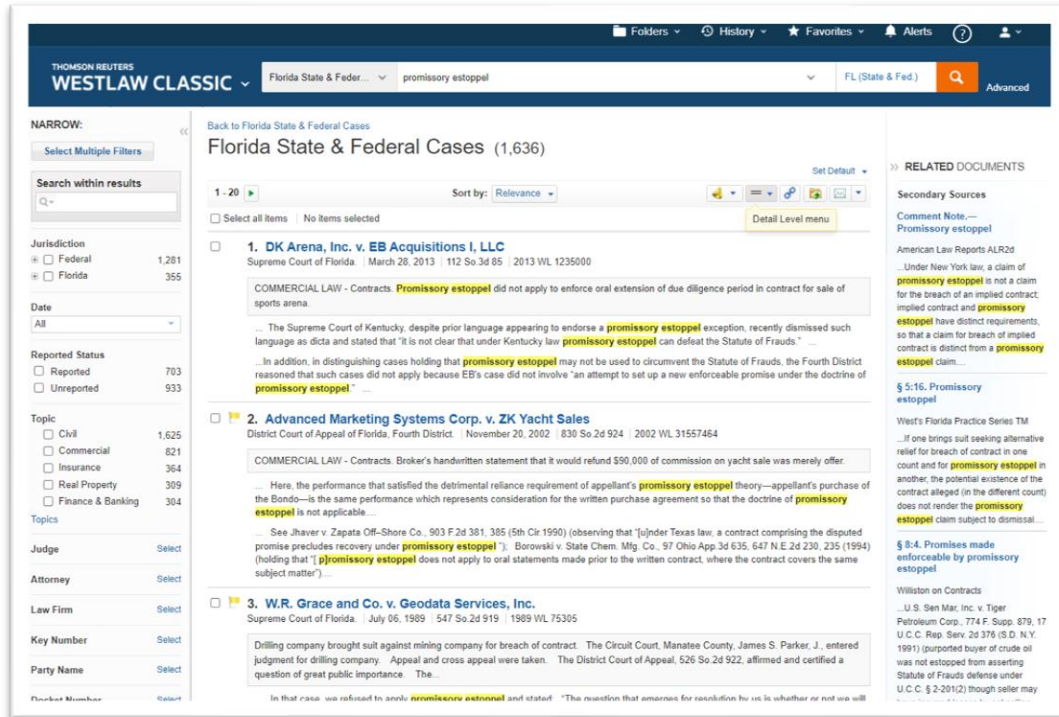 Folders History Favorites Alerts ?
THOMSON REUTERS
WESTLAW CLASSIC
Florida State & Feder... promissory estoppel FL (State & Fed.) Advanced
NARROW:
Select Multiple Filters
Search within results
Jurisdiction
Federal 1,281
Florida 355
Date
All
Reported Status
Reported 703
Unreported 933
Topic
Civil 1,625
Commercial 821
Insurance 364
Real Property 309
Finance & Banking 304
Topics
Judge Select
Attorney Select
Law Firm Select
Key Number Select
Party Name Select
Docket Number Select
Back to Florida State & Federal Cases
Florida State & Federal Cases (1,636)
Set Default
1 - 20 Sort by: Relevance
Select all items No items selected
Detail Level menu
1. DK Arena, Inc. v. EB Acquisitions I, LLC
Supreme Court of Florida. March 28, 2013 112 So.3d 85 2013 WL 1235000
COMMERCIAL LAW - Contracts. Promissory estoppel did not apply to enforce oral extension of due diligence period in contract for sale of
sports arena.
... The Supreme Court of Kentucky, despite prior language appearing to endorse a promissory estoppel exception, recently dismissed such
language as dicta and stated that “it is not clear that under Kentucky law promissory estoppel can defeat the Statute of Frauds.” ...
...In addition, in distinguishing cases holding that promissory estoppel may not be used to circumvent the Statute of Frauds, the Fourth District
reasoned that such cases did not apply because EB's case did not involve “an attempt to set up a new enforceable promise under the doctrine of
promissory estoppel.” ...
2. Advanced Marketing Systems Corp. v. ZK Yacht Sales
District Court of Appeal of Florida, Fourth District. November 20, 2002 830 So.2d 924 2002 WL 31557464
COMMERCIAL LAW - Contracts. Broker's handwritten statement that it would refund $90,000 of commission on yacht sale was merely offer.
... Here, the performance that satisfied the detrimental reliance requirement of appellant's promissory estoppel theory—appellant's purchase of
the Bondo—is the same performance which represents consideration for the written purchase agreement so that the doctrine of promissory
estoppel is not applicable....
... See Jhaver v. Zapata Off–Shore Co., 903 F.2d 381, 385 (5th Cir.1990) (observing that “[u]nder Texas law, a contract comprising the disputed
promise precludes recovery under promissory estoppel ”); Borowski v. State Chem. Mfg. Co., 97 Ohio App.3d 635, 647 N.E.2d 230, 235 (1994)
(holding that “[ p]romissory estoppel does not apply to oral statements made prior to the written contract, where the contract covers the same
subject matter”)....
3. W.R. Grace and Co. v. Geodata Services, Inc.
Supreme Court of Florida. July 06, 1989 547 So.2d 919 1989 WL 75305
Drilling company brought suit against mining company for breach of contract. The Circuit Court, Manatee County, James S. Parker, J., entered
judgment for drilling company. Appeal and cross appeal were taken. The District Court of Appeal, 526 So.2d 922, affirmed and certified a
question of great public importance. The...
... In that case, we refused to apply promissory estoppel and stated: “The question that emerges for resolution by us is whether or not we will
RELATED DOCUMENTS
Secondary Sources
Comment Note.—
Promissory estoppel
American Law Reports ALR2d
...Under New York law, a claim of
promissory estoppel is not a claim
for the breach of an implied contract;
implied contract and promissory
estoppel have distinct requirements,
so that a claim for breach of implied
contract is distinct from a promissory
estoppel claim....
§ 5:16. Promissory
estoppel
West's Florida Practice Series TM
...If one brings suit seeking alternative
relief for breach of contract in one
count and for promissory estoppel in
another, the potential existence of the
contract alleged (in the different count)
does not render the promissory
estoppel claim subject to dismissal....
§ 8:4. Promises made
enforceable by promissory
estoppel
Williston on Contracts
...U.S. Sen Mar, Inc. v. Tiger
Petroleum Corp., 774 F. Supp. 879, 17
U.C.C. Rep. Serv. 2d 376 (S.D. N.Y.
1991) (purported buyer of crude oil
was not estopped from asserting
Statute of Frauds defense under
U.C.C. § 2-201(2) though seller may